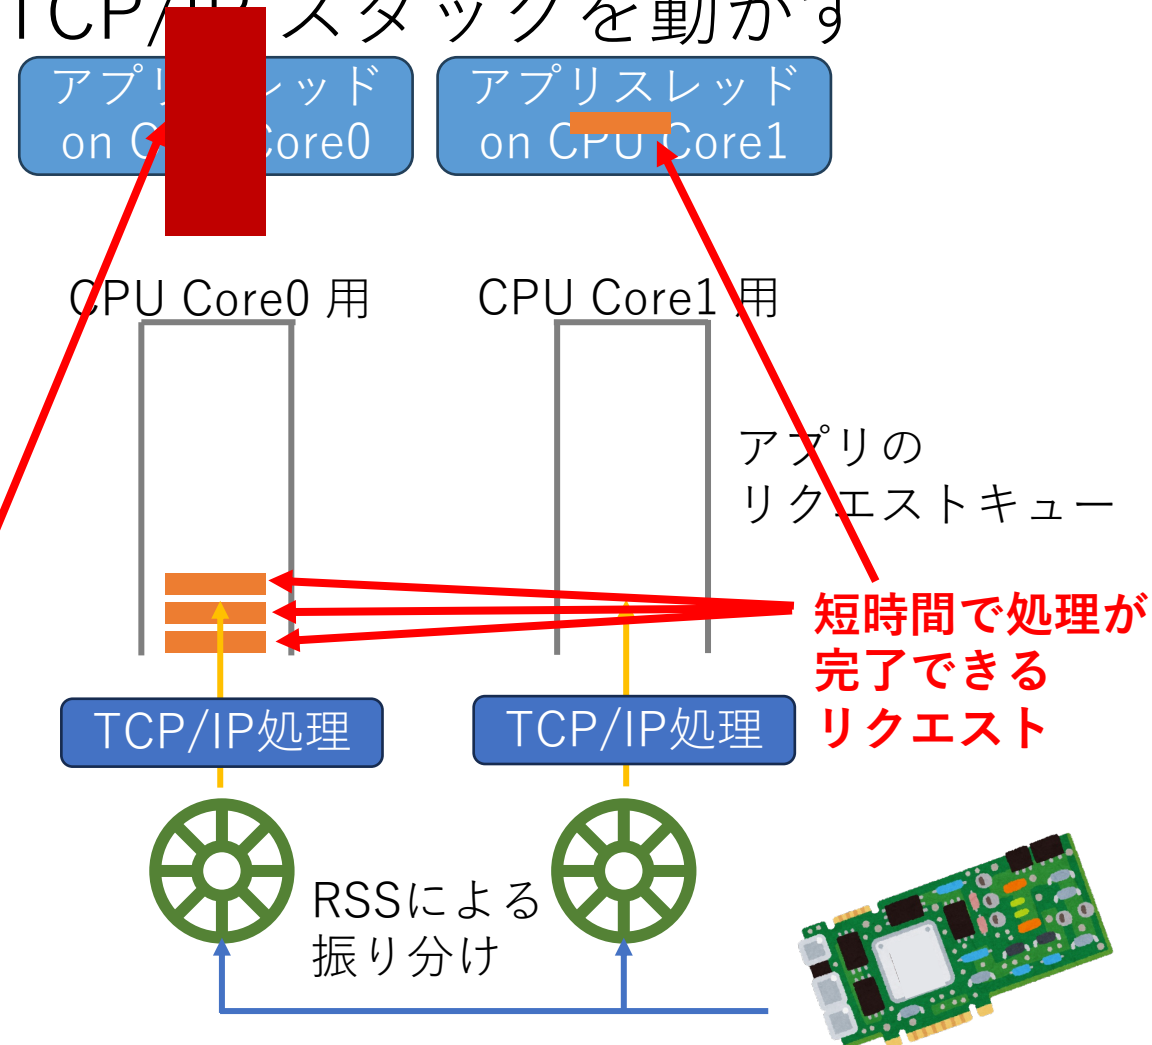 TCP/IP スタックを動かす
アプリ レッド
on C Core0
アプリスレッド
on CPU Core1
CPU Core0 用
CPU Core1 用
アプリの
リクエストキュー
短時間で処理が
完了できる
リクエスト
TCP/IP処理
TCP/IP処理
RSSによる
振り分け